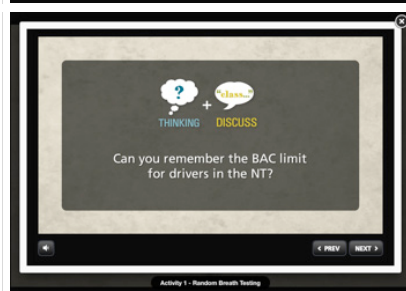 ?
"class..."
+
THINKING DISCUSS
Can you remember the BAC limit
for drivers in the NT?
< PREV NEXT >
Activity 1 - Random Breath Testing